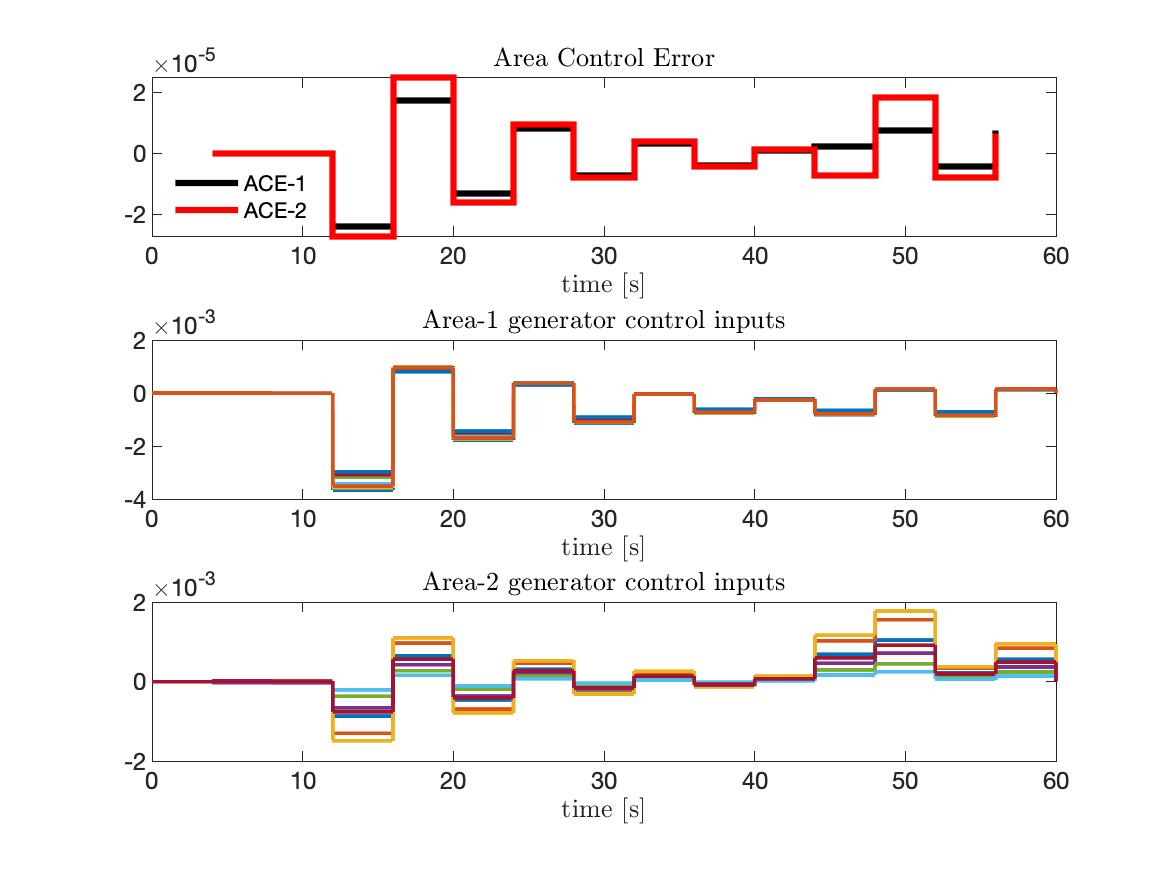 ×10-5
Area Control Error
2
0
-2
ACE-1
ACE-2
0 10 20 30 40 50 60
time [s]
×10-3
Area-1 generator control inputs
2
0
-2
-4
0 10 20 30 40 50 60
time [s]
×10-3
Area-2 generator control inputs
2
0
-2
0 10 20 30 40 50 60
time [s]